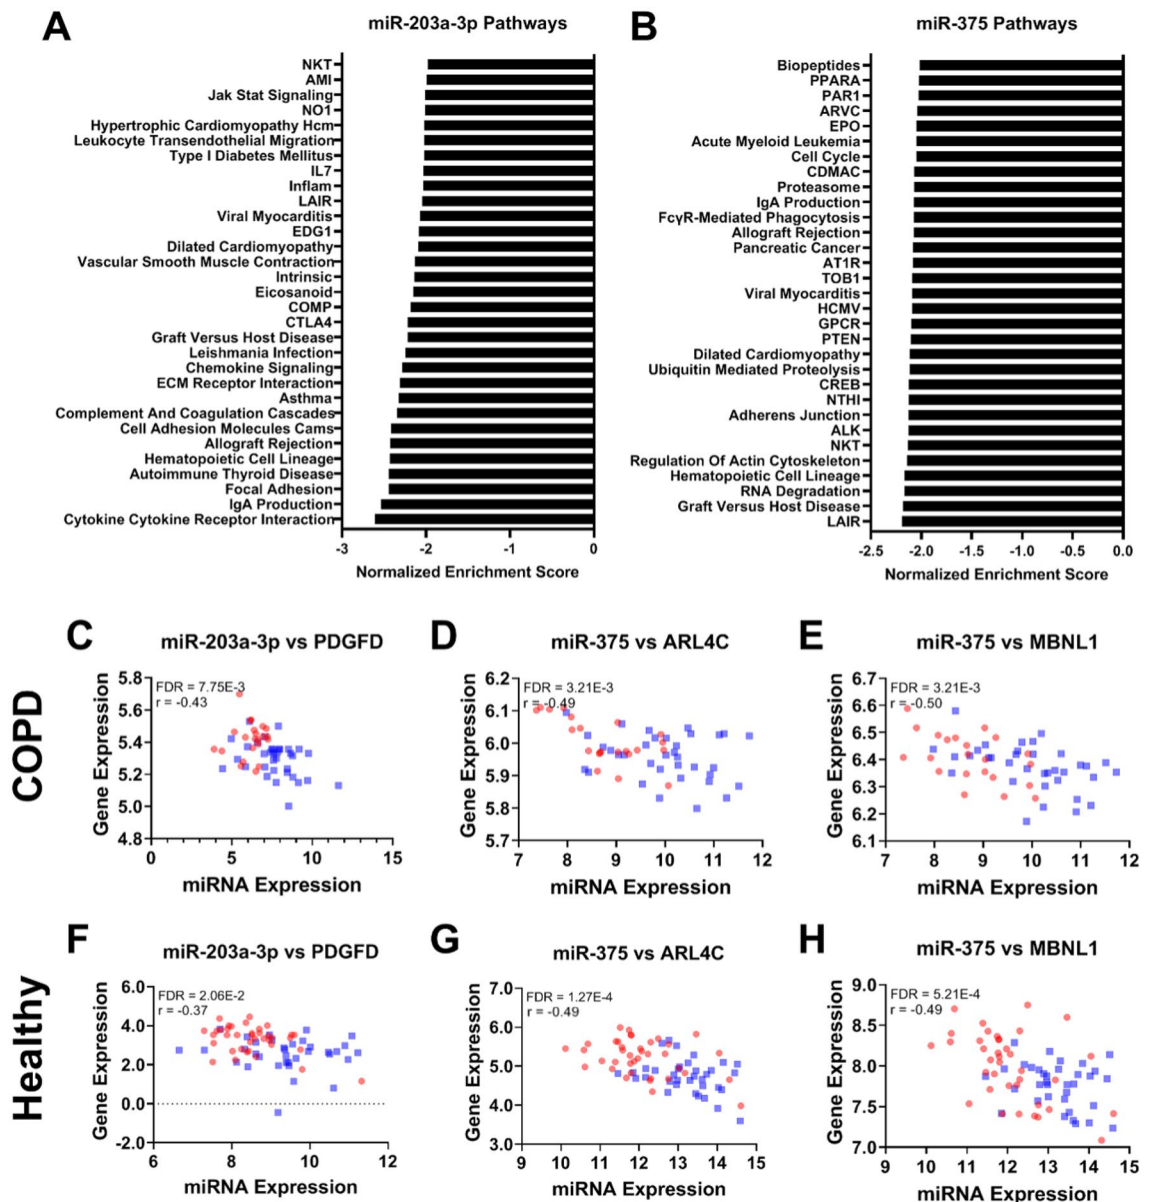 A
miR-203a-3p Pathways
NKT
AMI
Jak Stat Signaling
NO1
Hypertrophic Cardiomyopathy Hcm
Leukocyte Transendothelial Migration
Type I Diabetes Mellitus
IL7
Inflam
LAIR
Viral Myocarditis
EDG1
Dilated Cardiomyopathy
Vascular Smooth Muscle Contraction
Intrinsic
Eicosanoid
COMP
CTLA4
Graft Versus Host Disease
Leishmania Infection
Chemokine Signaling
ECM Receptor Interaction
Asthma
Complement And Coagulation Cascades
Cell Adhesion Molecules Cams
Allograft Rejection
Hematopoietic Cell Lineage
Autoimmune Thyroid Disease
Focal Adhesion
IgA Production
Cytokine Cytokine Receptor Interaction
-3 -2 -1 0
Normalized Enrichment Score
B
miR-375 Pathways
Biopeptides
PPARA
PAR1
ARVC
EPO
Acute Myeloid Leukemia
Cell Cycle
CDMAC
Proteasome
IgA Production
FcγR-Mediated Phagocytosis
Allograft Rejection
Pancreatic Cancer
AT1R
TOB1
Viral Myocarditis
HCMV
GPCR
PTEN
Dilated Cardiomyopathy
Ubiquitin Mediated Proteolysis
CREB
NTHI
Adherens Junction
ALK
NKT
Regulation Of Actin Cytoskeleton
Hematopoietic Cell Lineage
RNA Degradation
Graft Versus Host Disease
LAIR
-2.5 -2.0 -1.5 -1.0 -0.5 0.0
Normalized Enrichment Score
COPD
C
miR-203a-3p vs PDGFD
FDR = 7.75E-3
r = -0.43
Gene Expression
5.8
5.6
5.4
5.2
5.0
4.8
0 5 10 15
miRNA Expression
D
miR-375 vs ARL4C
FDR = 3.21E-3
r = -0.49
Gene Expression
6.2
6.1
6.0
5.9
5.8
5.7
7 8 9 10 11 12
miRNA Expression
E
miR-375 vs MBNL1
FDR = 3.21E-3
r = -0.50
Gene Expression
6.7
6.6
6.5
6.4
6.3
6.2
6.1
7 8 9 10 11 12
miRNA Expression
Healthy
F
miR-203a-3p vs PDGFD
FDR = 2.06E-2
r = -0.37
Gene Expression
6.0
4.0
2.0
0.0
-2.0
6 8 10 12
miRNA Expression
G
miR-375 vs ARL4C
FDR = 1.27E-4
r = -0.49
Gene Expression
7.0
6.0
5.0
4.0
3.0
9 10 11 12 13 14 15
miRNA Expression
H
miR-375 vs MBNL1
FDR = 5.21E-4
r = -0.49
Gene Expression
9.0
8.5
8.0
7.5
7.0
9 10 11 12 13 14 15
miRNA Expression